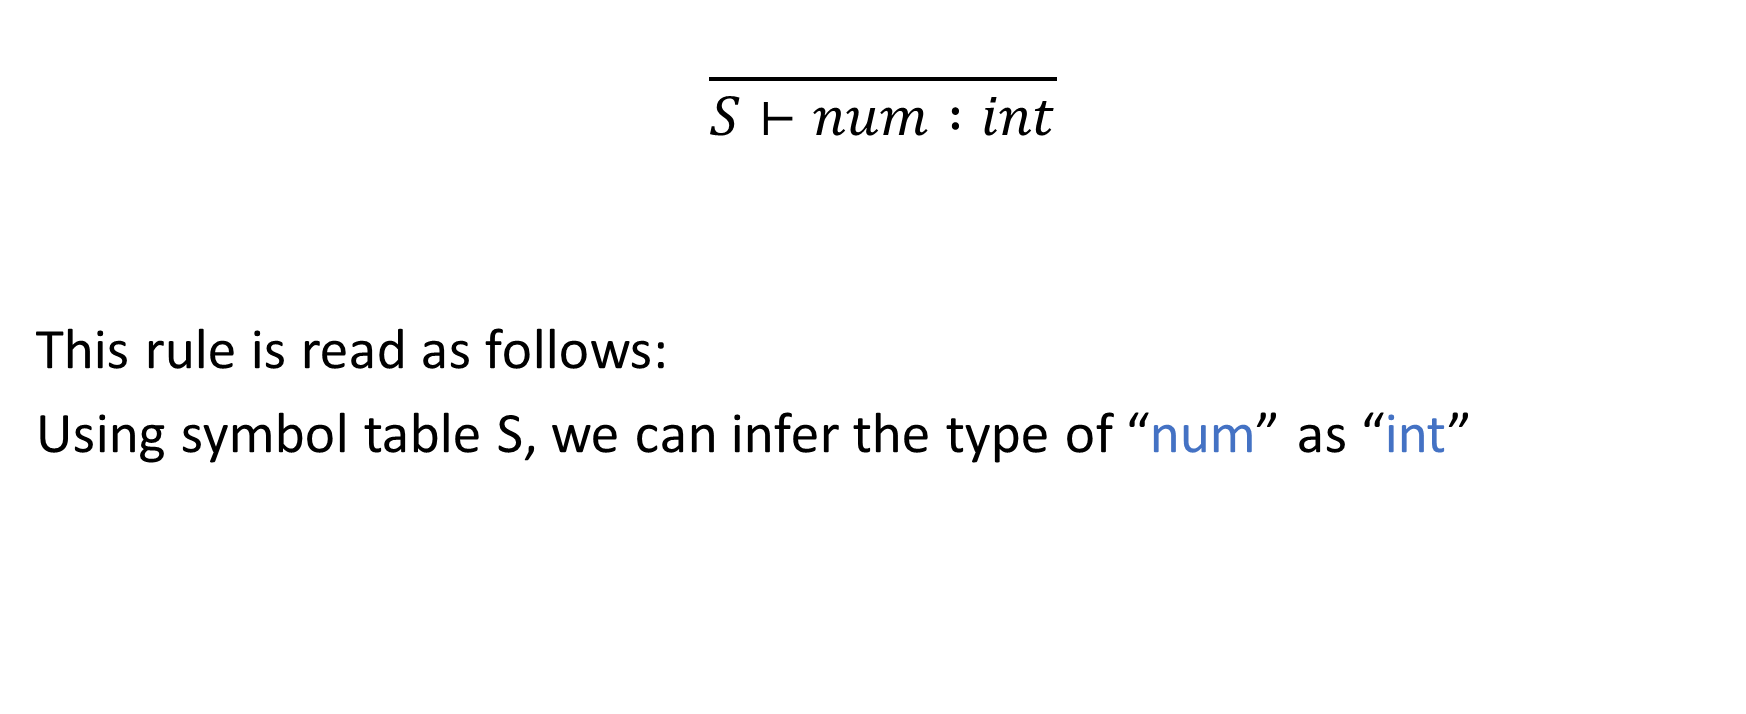 S ⊢ num : int
This rule is read as follows:
Using symbol table S, we can infer the type of “num” as “int”